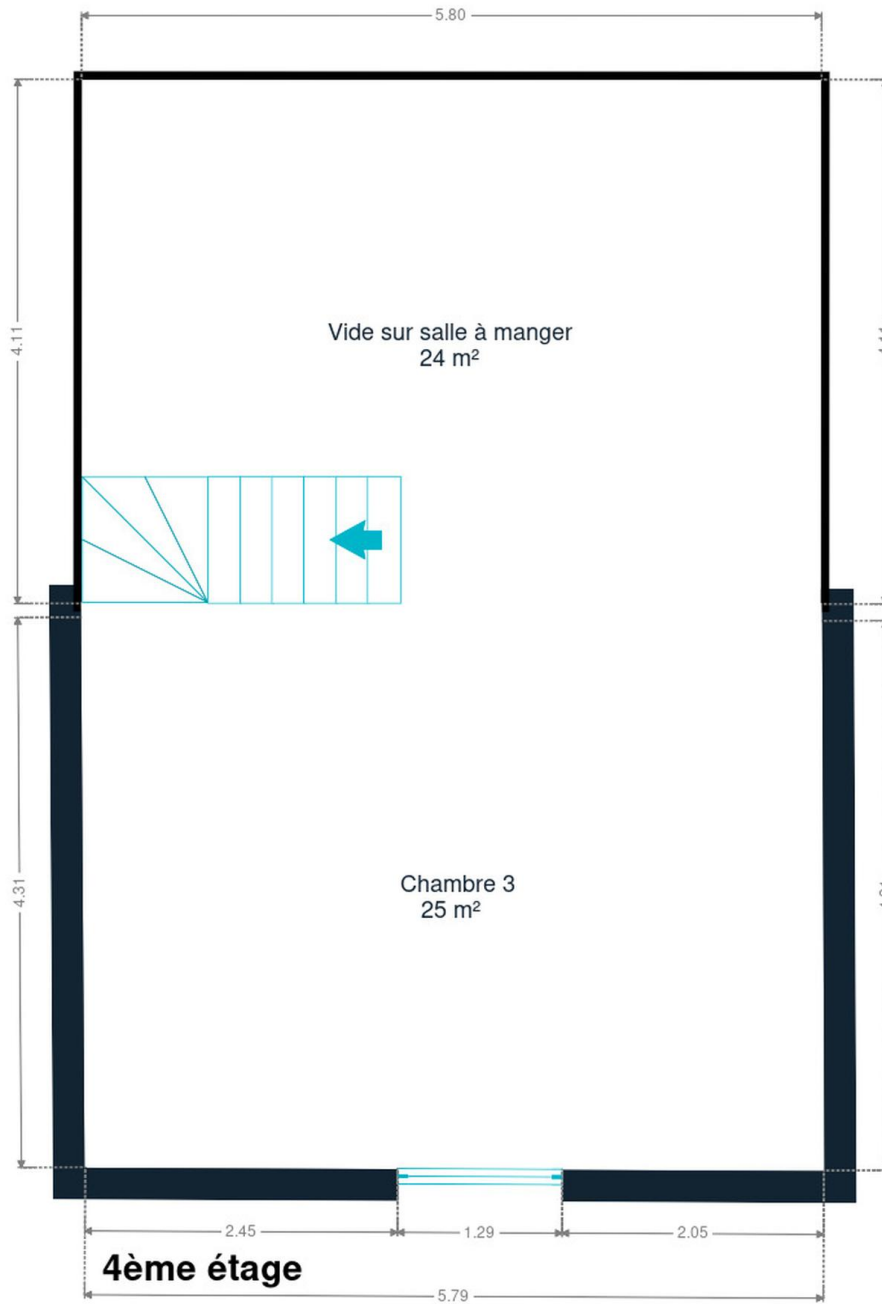 5.80
4.11
Vide sur salle à manger
24 m²
4.31
Chambre 3
25 m²
2.45
1.29
2.05
4ème étage
5.79